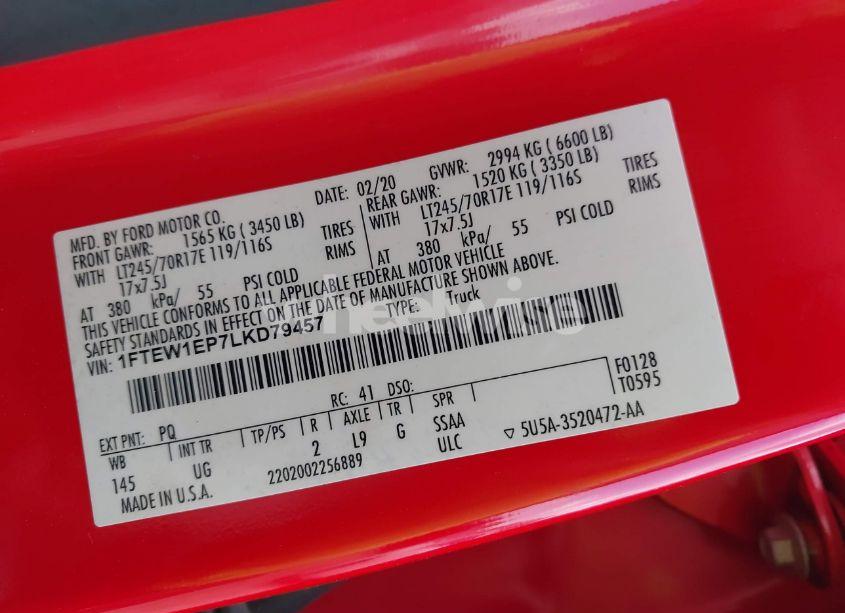 MFD. BY FORD MOTOR CO.
DATE: 02/20 GVWR: 2994 KG ( 6600 LB)
FRONT GAWR: 1565 KG ( 3450 LB) REAR GAWR: 1520 KG ( 3350 LB)
WITH LT245/70R17E 119/116S TIRES WITH LT245/70R17E 119/116S TIRES
17x7.5J RIMS 17x7.5J RIMS
AT 380 kPa/ 55 PSI COLD AT 380 kPa/ 55 PSI COLD
THIS VEHICLE CONFORMS TO ALL APPLICABLE FEDERAL MOTOR VEHICLE
SAFETY STANDARDS IN EFFECT ON THE DATE OF MANUFACTURE SHOWN ABOVE.
VIN: 1FTEW1EP7LKD79457 TYPE: Truck
F0128
T0595
EXT PNT: PQ RC: 41 DSO:
WB INT TR TP/PS R AXLE TR SPR
145 UG 2 L9 G SSAA
ULC
2202002256889
MADE IN U.S.A.
▽ 5U5A-3520472-AA